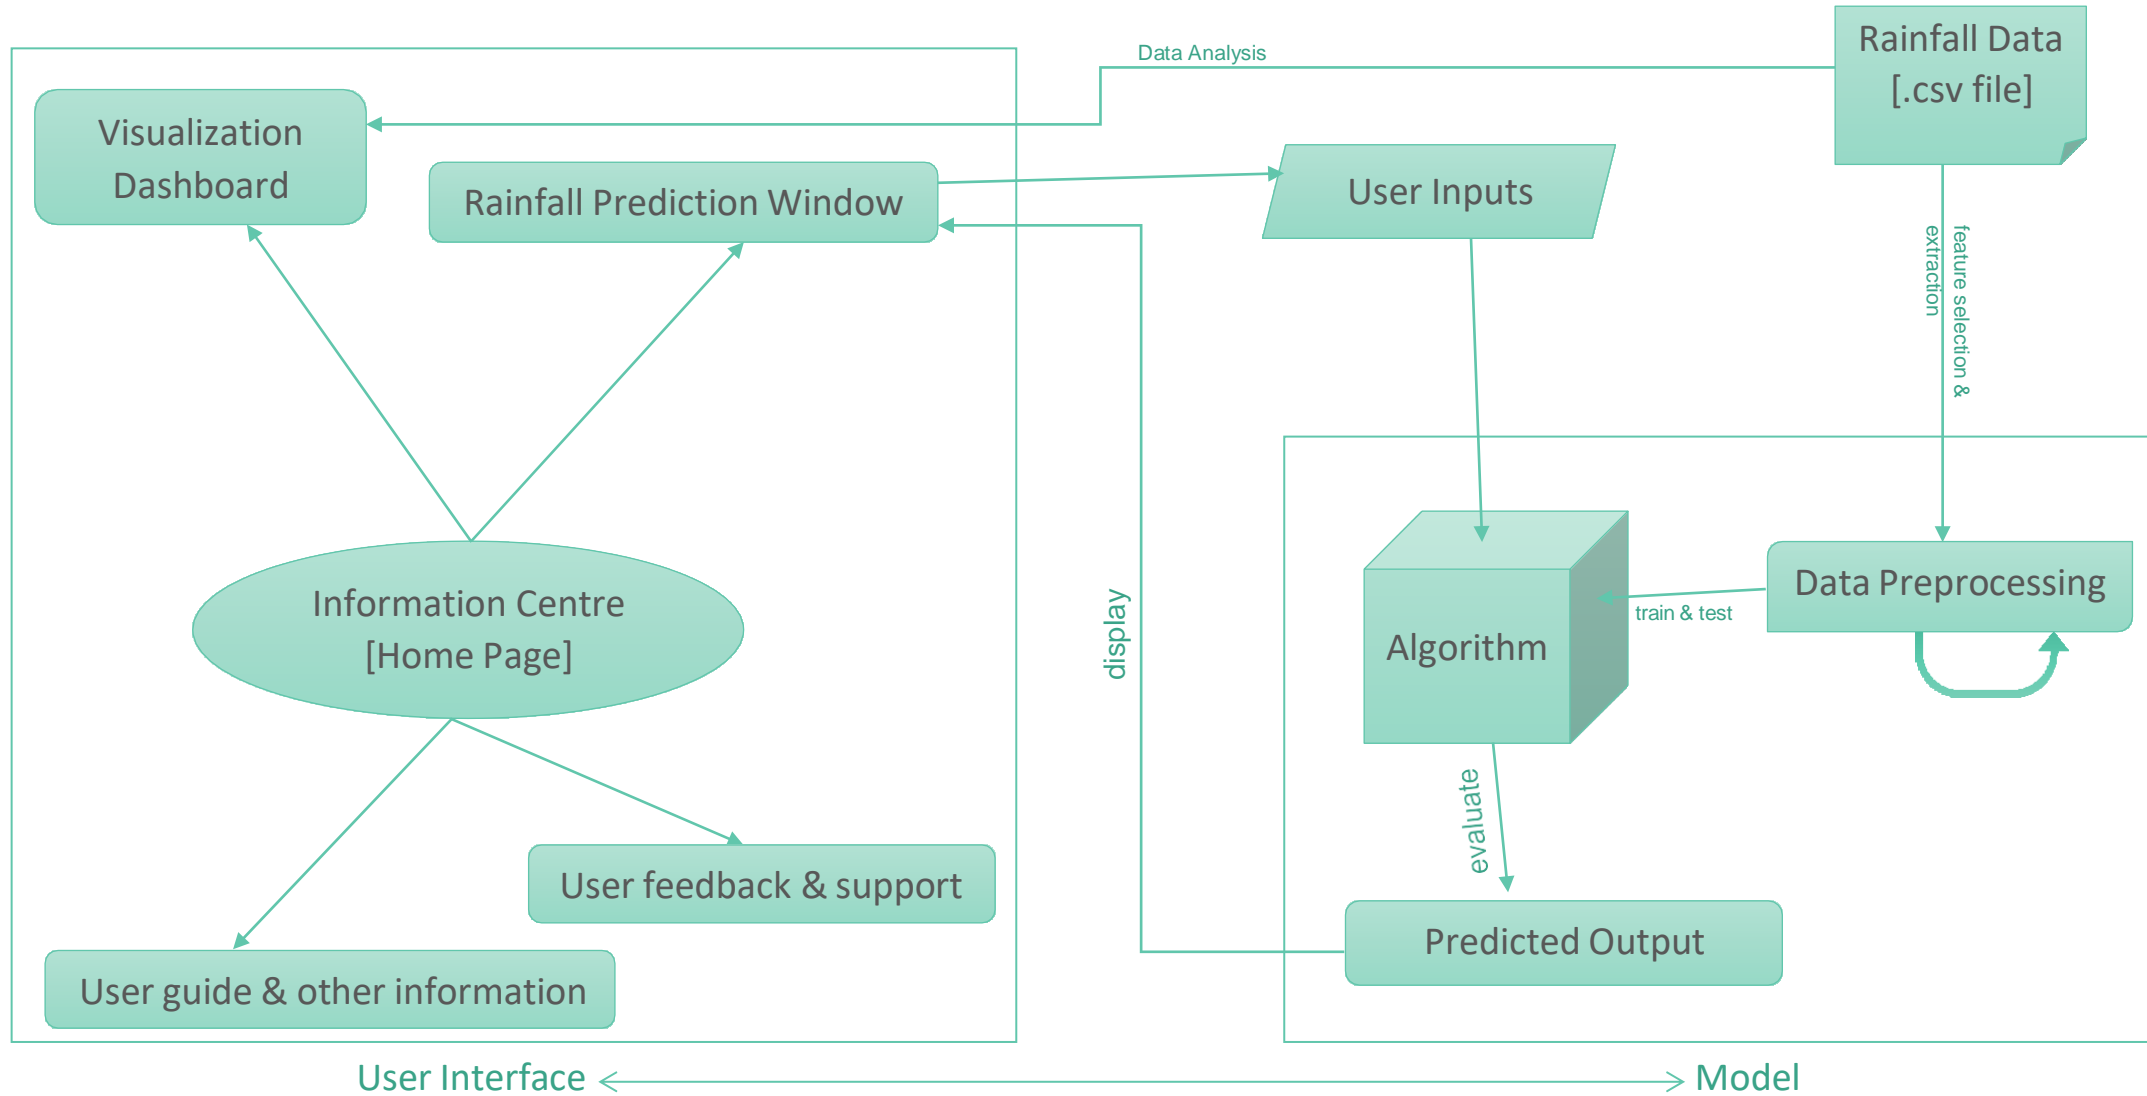 Data Analysis
Rainfall Data
[.csv file]
Visualization
Dashboard
Rainfall Prediction Window
User Inputs
feature selection &
extraction
Information Centre
[Home Page]
display
Algorithm
train & test
Data Preprocessing
evaluate
User feedback & support
Predicted Output
User guide & other information
User Interface
Model